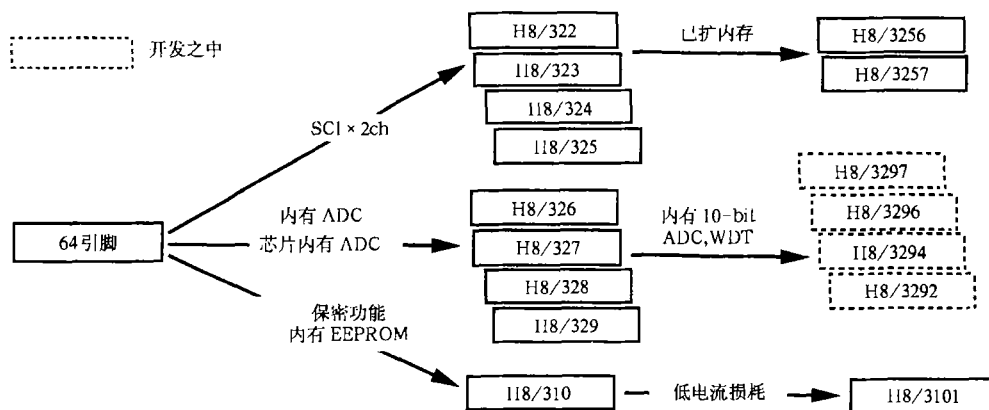 开发之中
H8/322
H8/323
H8/324
H8/325
已扩内存
H8/3256
H8/3257
SCI × 2ch
64引脚
内有 ADC
芯片内有 ADC
H8/326
H8/327
H8/328
H8/329
内有 10-bit
ADC,WDT
H8/3297
H8/3296
H8/3294
H8/3292
保密功能
内有 EEPROM
H8/310
低电流损耗
H8/3101